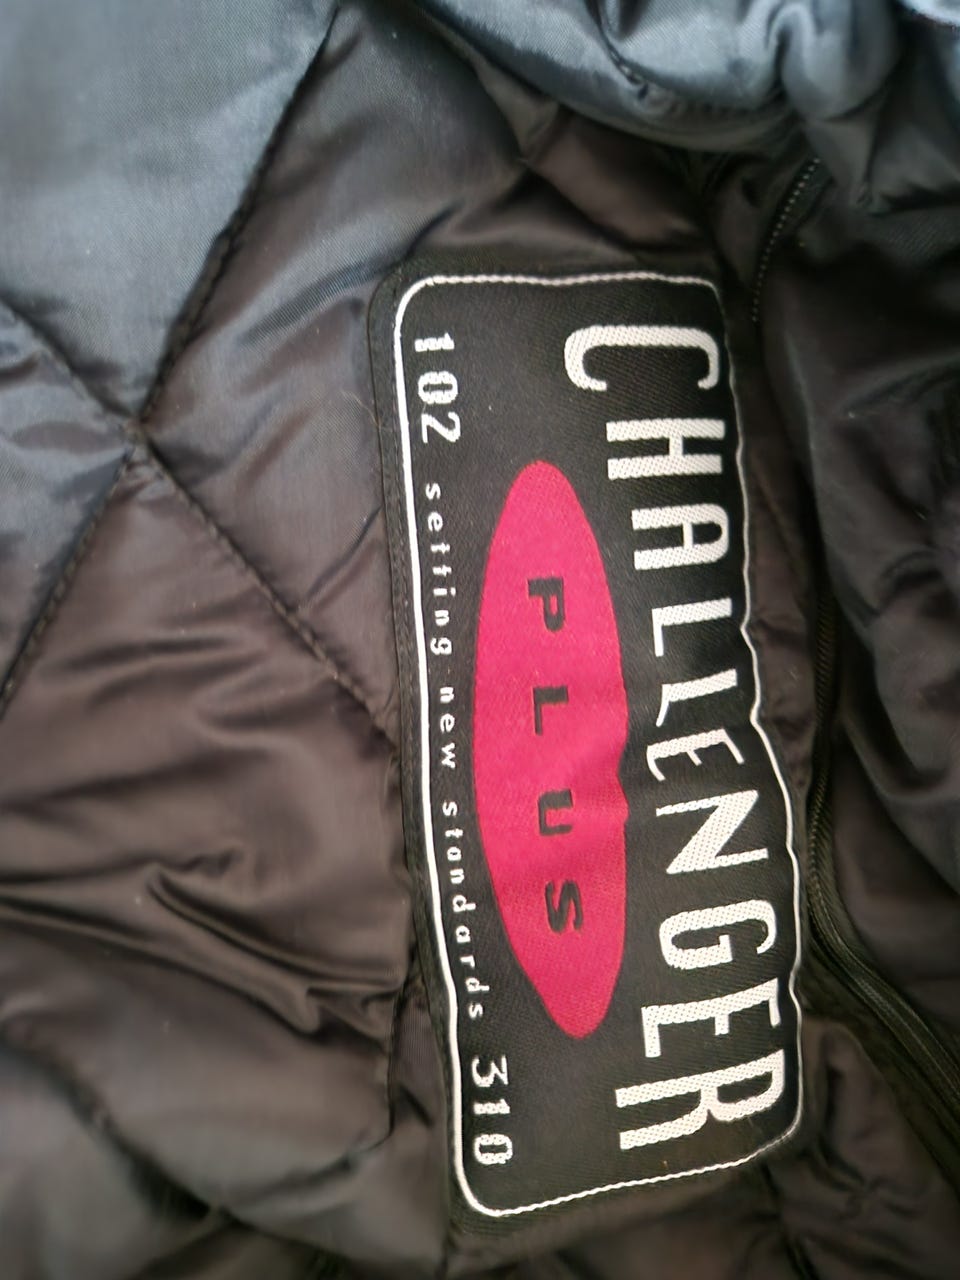 CHALLENGER
PLUS
102 setting new standards 310